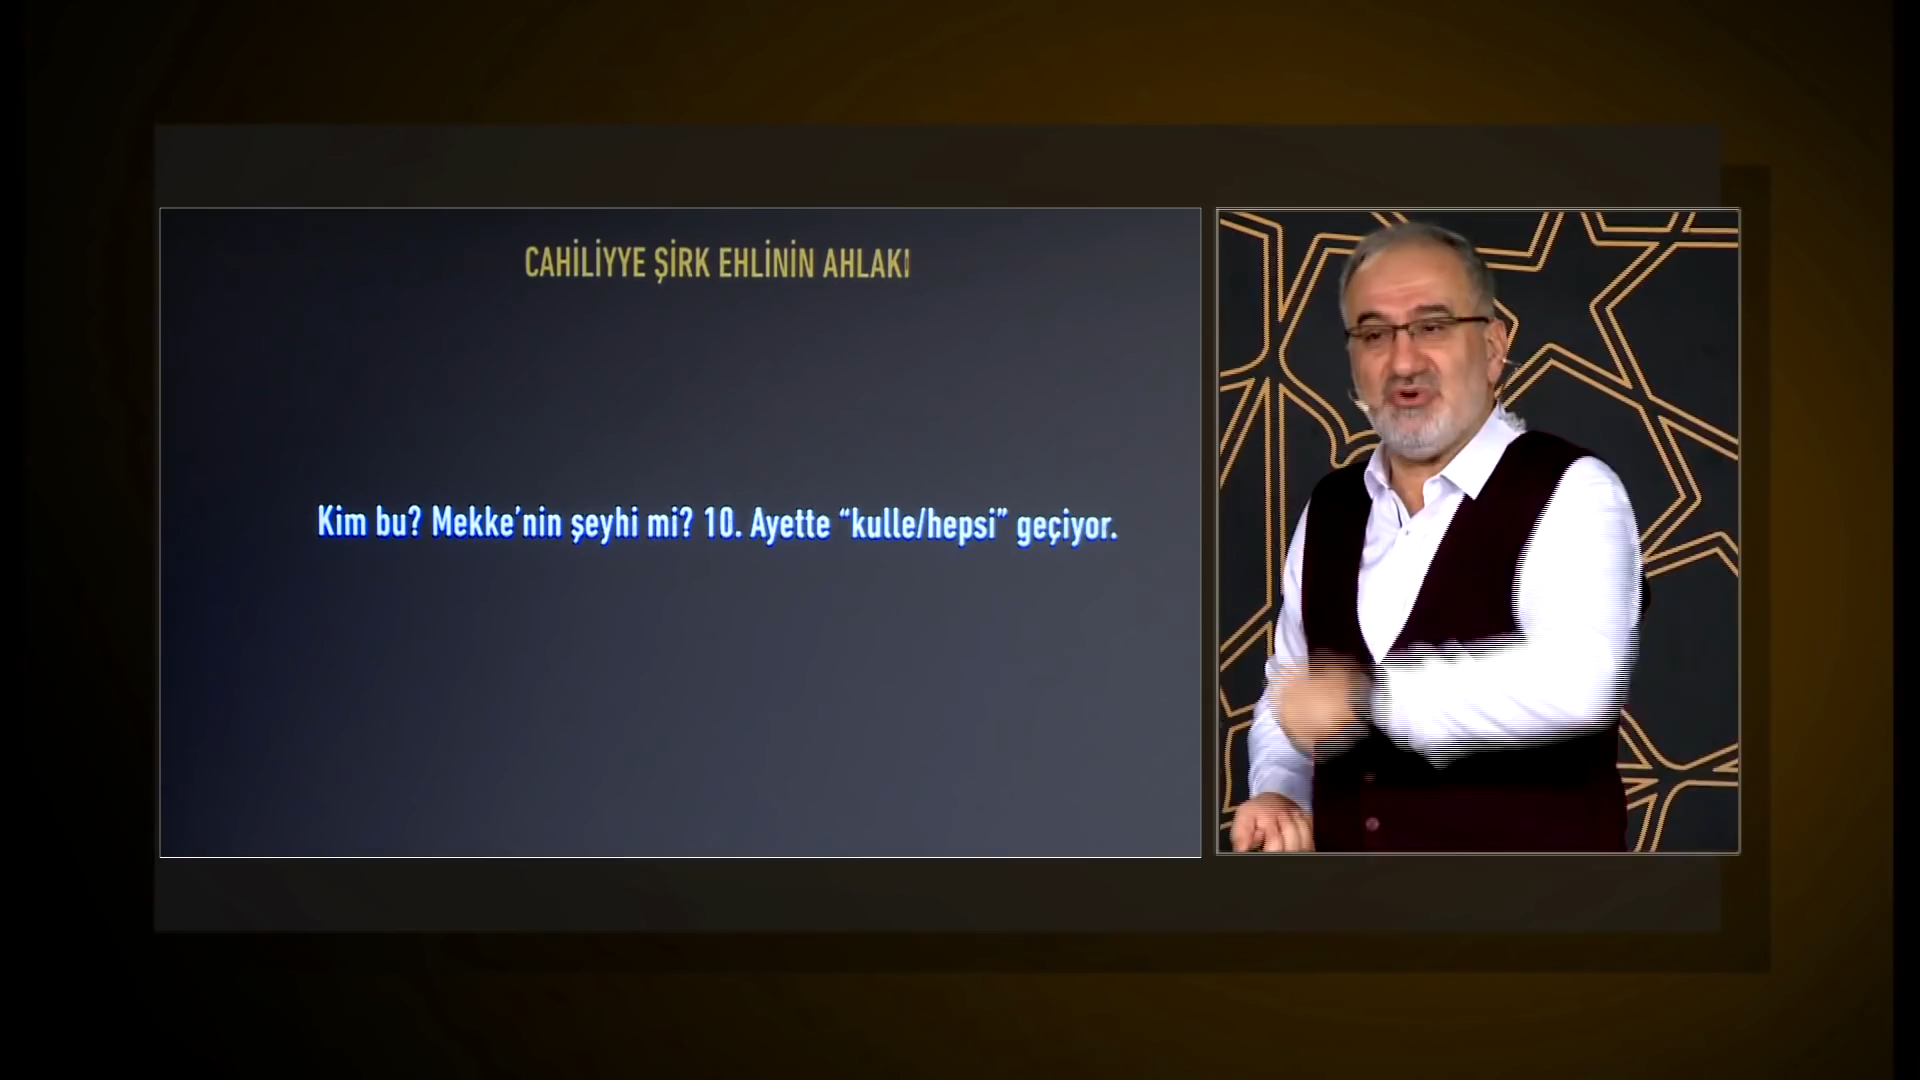 CAHİLİYYE ŞİRK EHLİNİN AHLAKI
Kim bu? Mekke’nin şeyhi mi? 10. Ayette “kulle/hepsi” geçiyor.